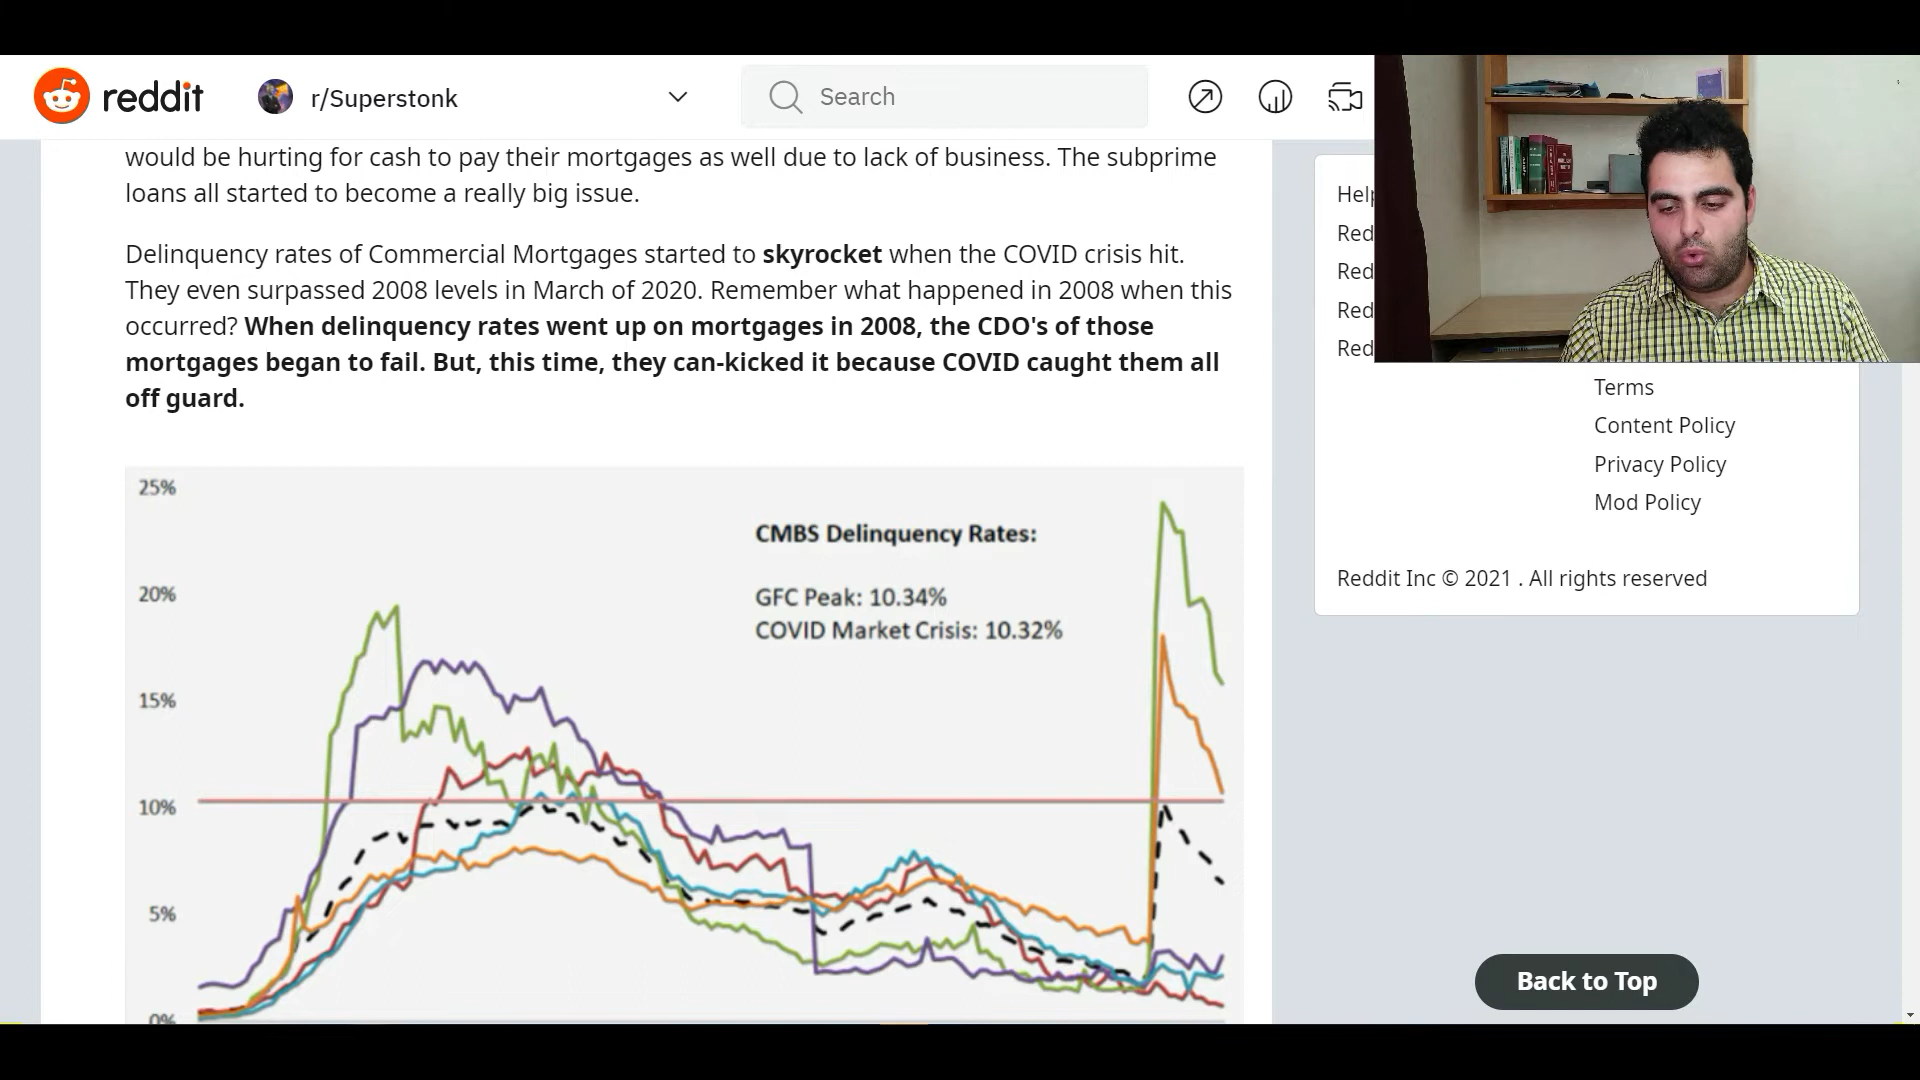 reddit
r/Superstonk
Search
would be hurting for cash to pay their mortgages as well due to lack of business. The subprime
loans all started to become a really big issue.
Delinquency rates of Commercial Mortgages started to skyrocket when the COVID crisis hit.
They even surpassed 2008 levels in March of 2020. Remember what happened in 2008 when this
occurred? When delinquency rates went up on mortgages in 2008, the CDO's of those
mortgages began to fail. But, this time, they can-kicked it because COVID caught them all
off guard.
25%
20%
15%
10%
5%
0%
CMBS Delinquency Rates:
GFC Peak: 10.34%
COVID Market Crisis: 10.32%
Help
Red
Red
Red
Red
Terms
Content Policy
Privacy Policy
Mod Policy
Reddit Inc © 2021 . All rights reserved
Back to Top